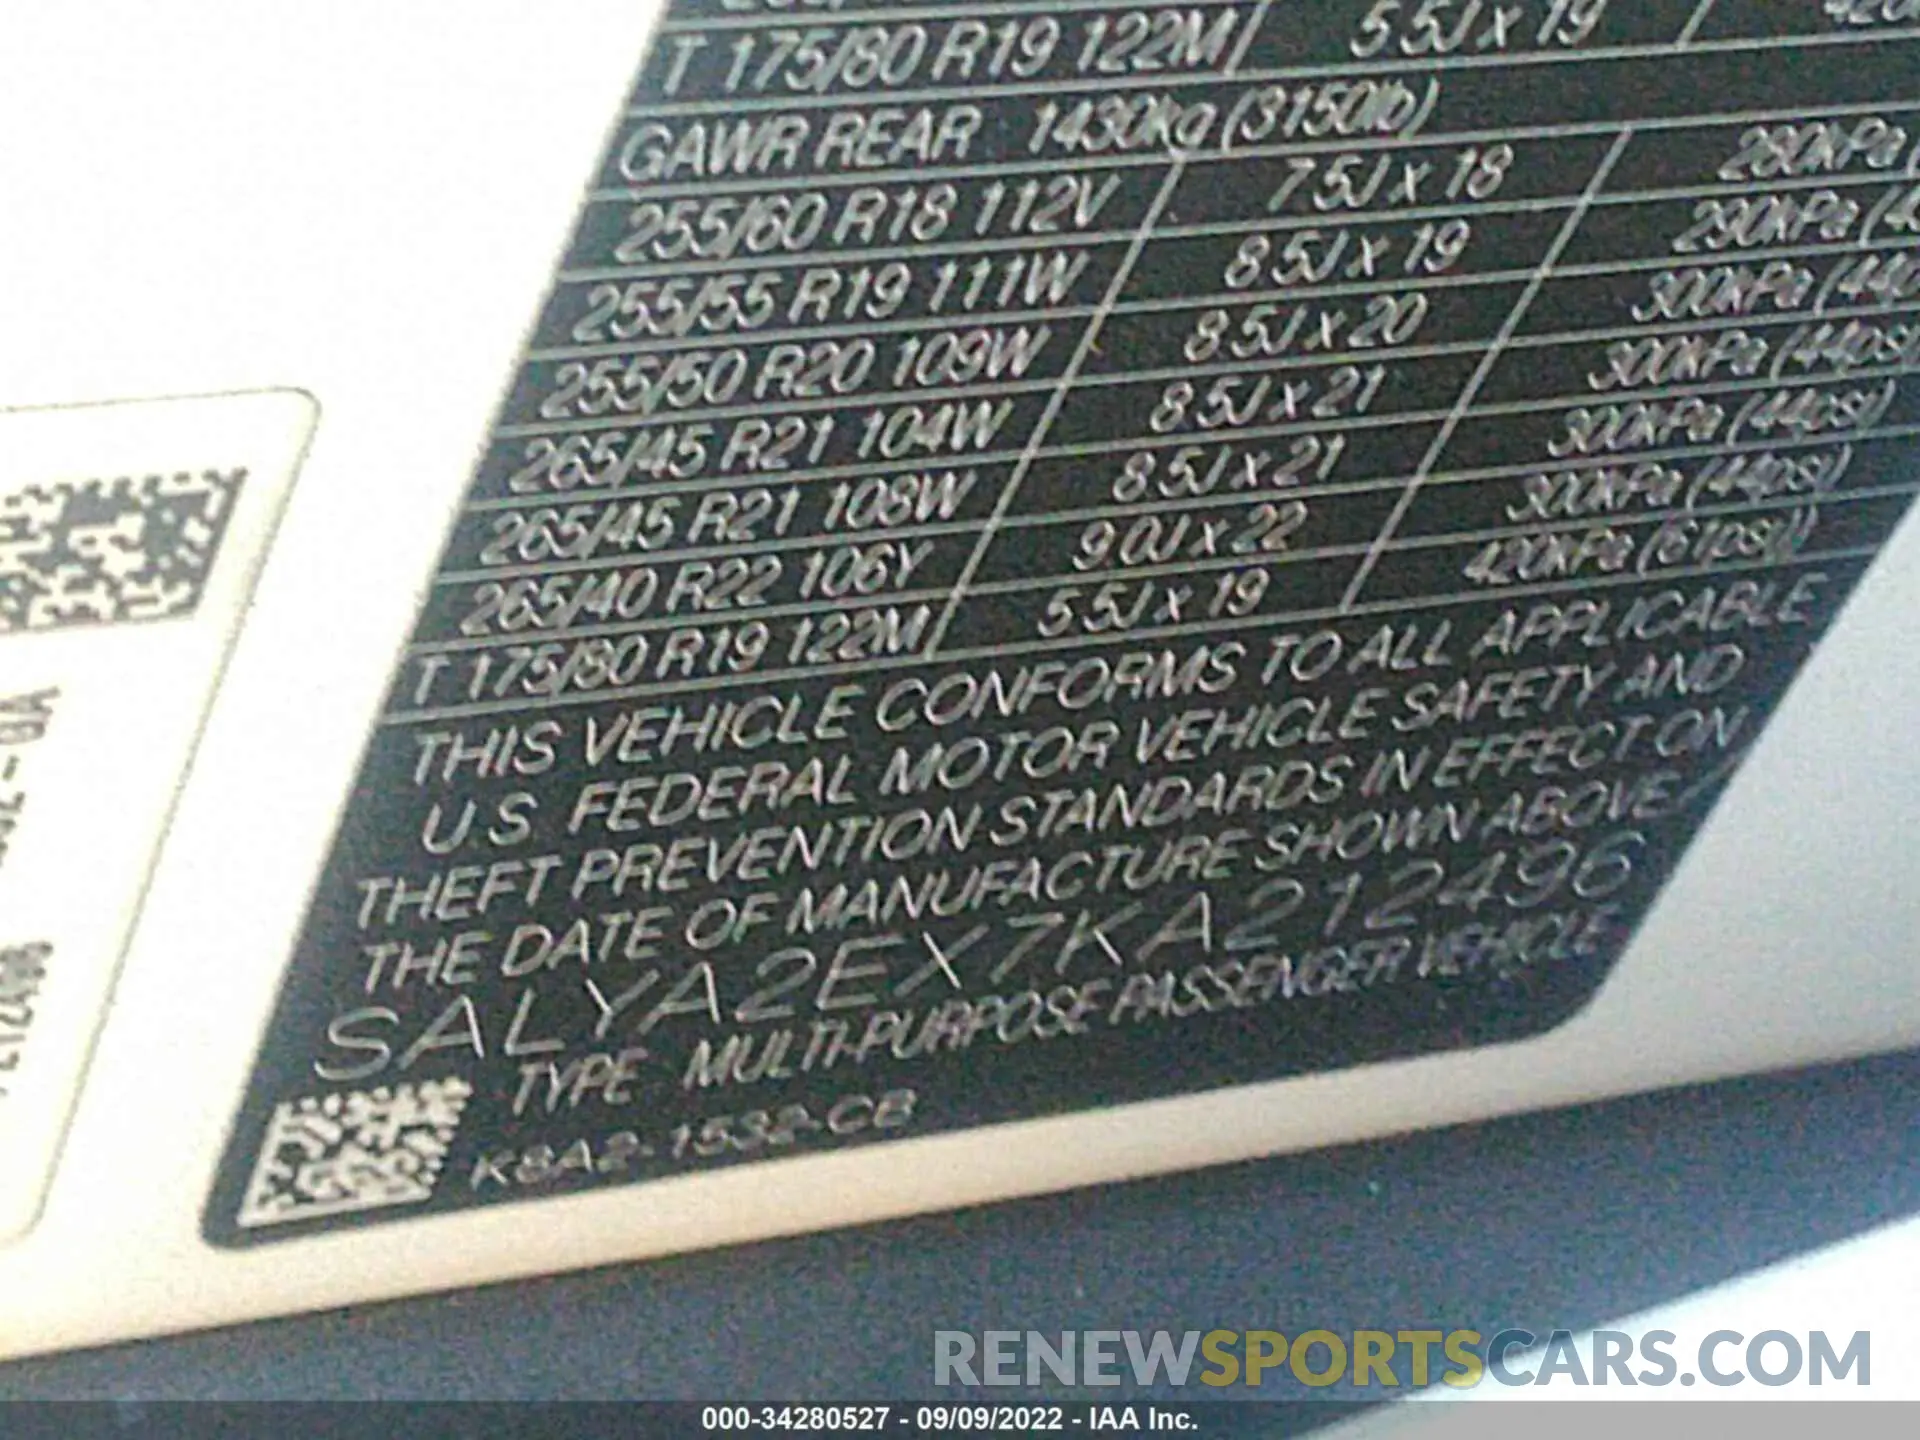 T 175/80 R19 122M 5.5J x 19
GAWR REAR 1430kg (3150lb)
255/60 R18 112V 7.5J x 18 280kPa (
255/55 R19 111W 8.5J x 19 290kPa (4
255/50 R20 109W 8.5J x 20 300kPa (44p
265/45 R21 104W 8.5J x 21 300kPa (44psi
265/45 R21 108W 8.5J x 21 300kPa (44psi)
265/40 R22 106Y 9.0J x 22 300kPa (44psi)
T 175/80 R19 122M 5.5J x 19 420kPa (61psi)
THIS VEHICLE CONFORMS TO ALL APPLICABLE
U.S FEDERAL MOTOR VEHICLE SAFETY AND
THEFT PREVENTION STANDARDS IN EFFECT ON
THE DATE OF MANUFACTURE SHOWN ABOVE
SALYA2EX7KA212496
TYPE MULTI-PURPOSE PASSENGER VEHICLE
K8A2-1532-CB
RENEWSPORTSCARS.COM
000-34280527 - 09/09/2022 - IAA Inc.